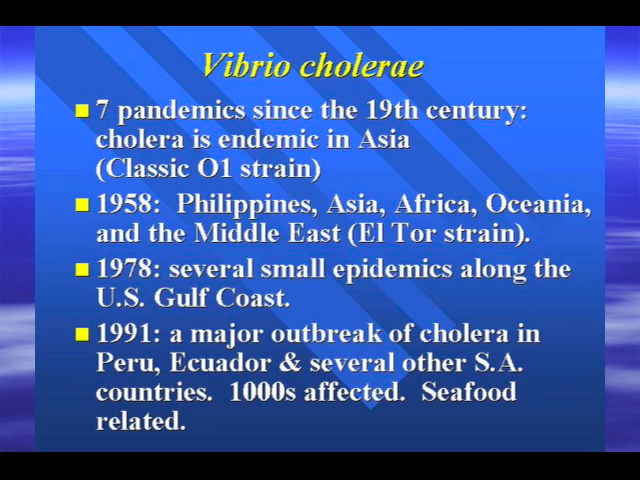 Vibrio cholerae
7 pandemics since the 19th century:
cholera is endemic in Asia
(Classic O1 strain)
1958:  Philippines, Asia, Africa, Oceania,
and the Middle East (El Tor strain).
1978: several small epidemics along the
U.S. Gulf Coast.
1991: a major outbreak of cholera in
Peru, Ecuador & several other S.A.
countries.  1000s affected.  Seafood
related.